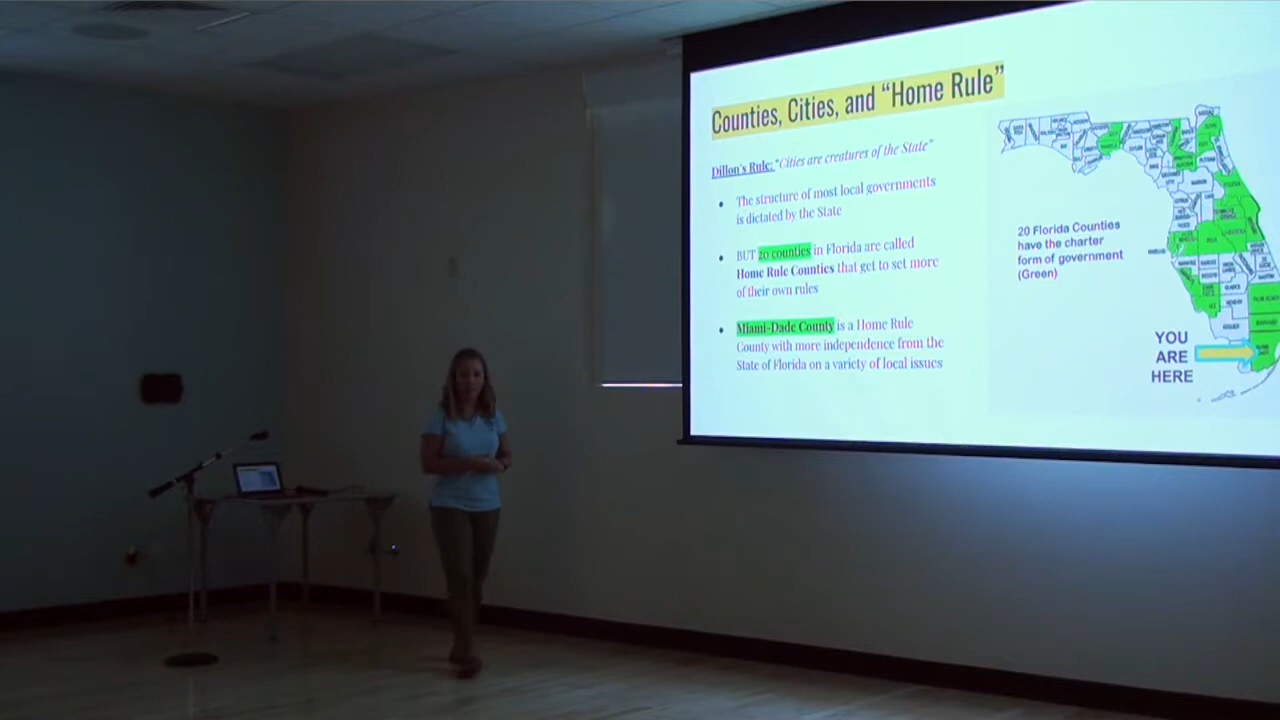 Counties, Cities, and “Home Rule”
Dillon's Rule: “Cities are creatures of the State”
• The structure of most local governments
is dictated by the State
• BUT 20 counties in Florida are called
Home Rule Counties that get to set more
of their own rules
• Miami-Dade County is a Home Rule
County with more independence from the
State of Florida on a variety of local issues
20 Florida Counties
have the charter
form of government
(Green)
YOU
ARE
HERE